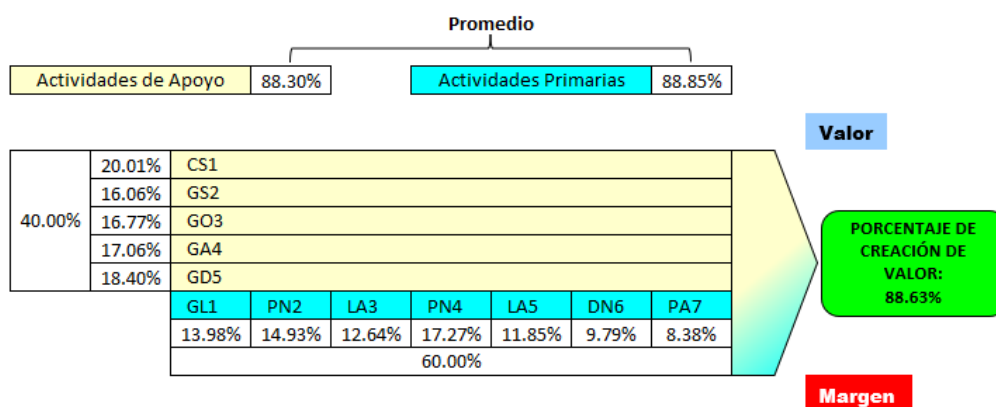 Promedio
Actividades de Apoyo 88.30% Actividades Primarias 88.85%
Valor
40.00%
20.01% CS1
16.06% GS2
16.77% GO3
17.06% GA4
18.40% GD5
GL1 PN2 LA3 PN4 LA5 DN6 PA7
13.98% 14.93% 12.64% 17.27% 11.85% 9.79% 8.38%
60.00%
PORCENTAJE DE
CREACIÓN DE
VALOR:
88.63%
Margen